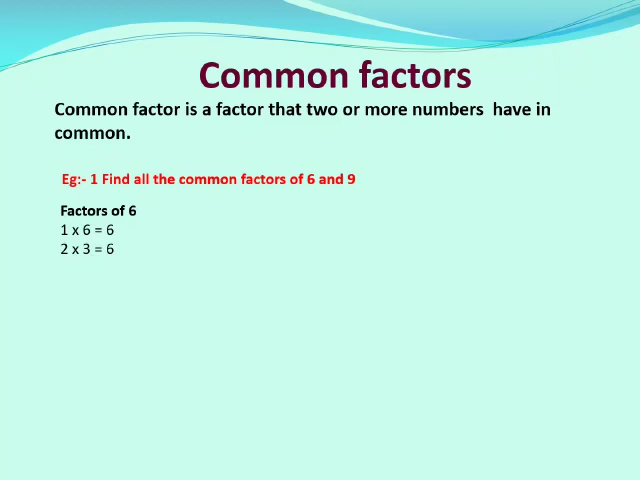 Common factors
Common factor is a factor that two or more numbers  have in
common.
Eg:- 1 Find all the common factors of 6 and 9
Factors of 6
1 x 6 = 6
2 x 3 = 6